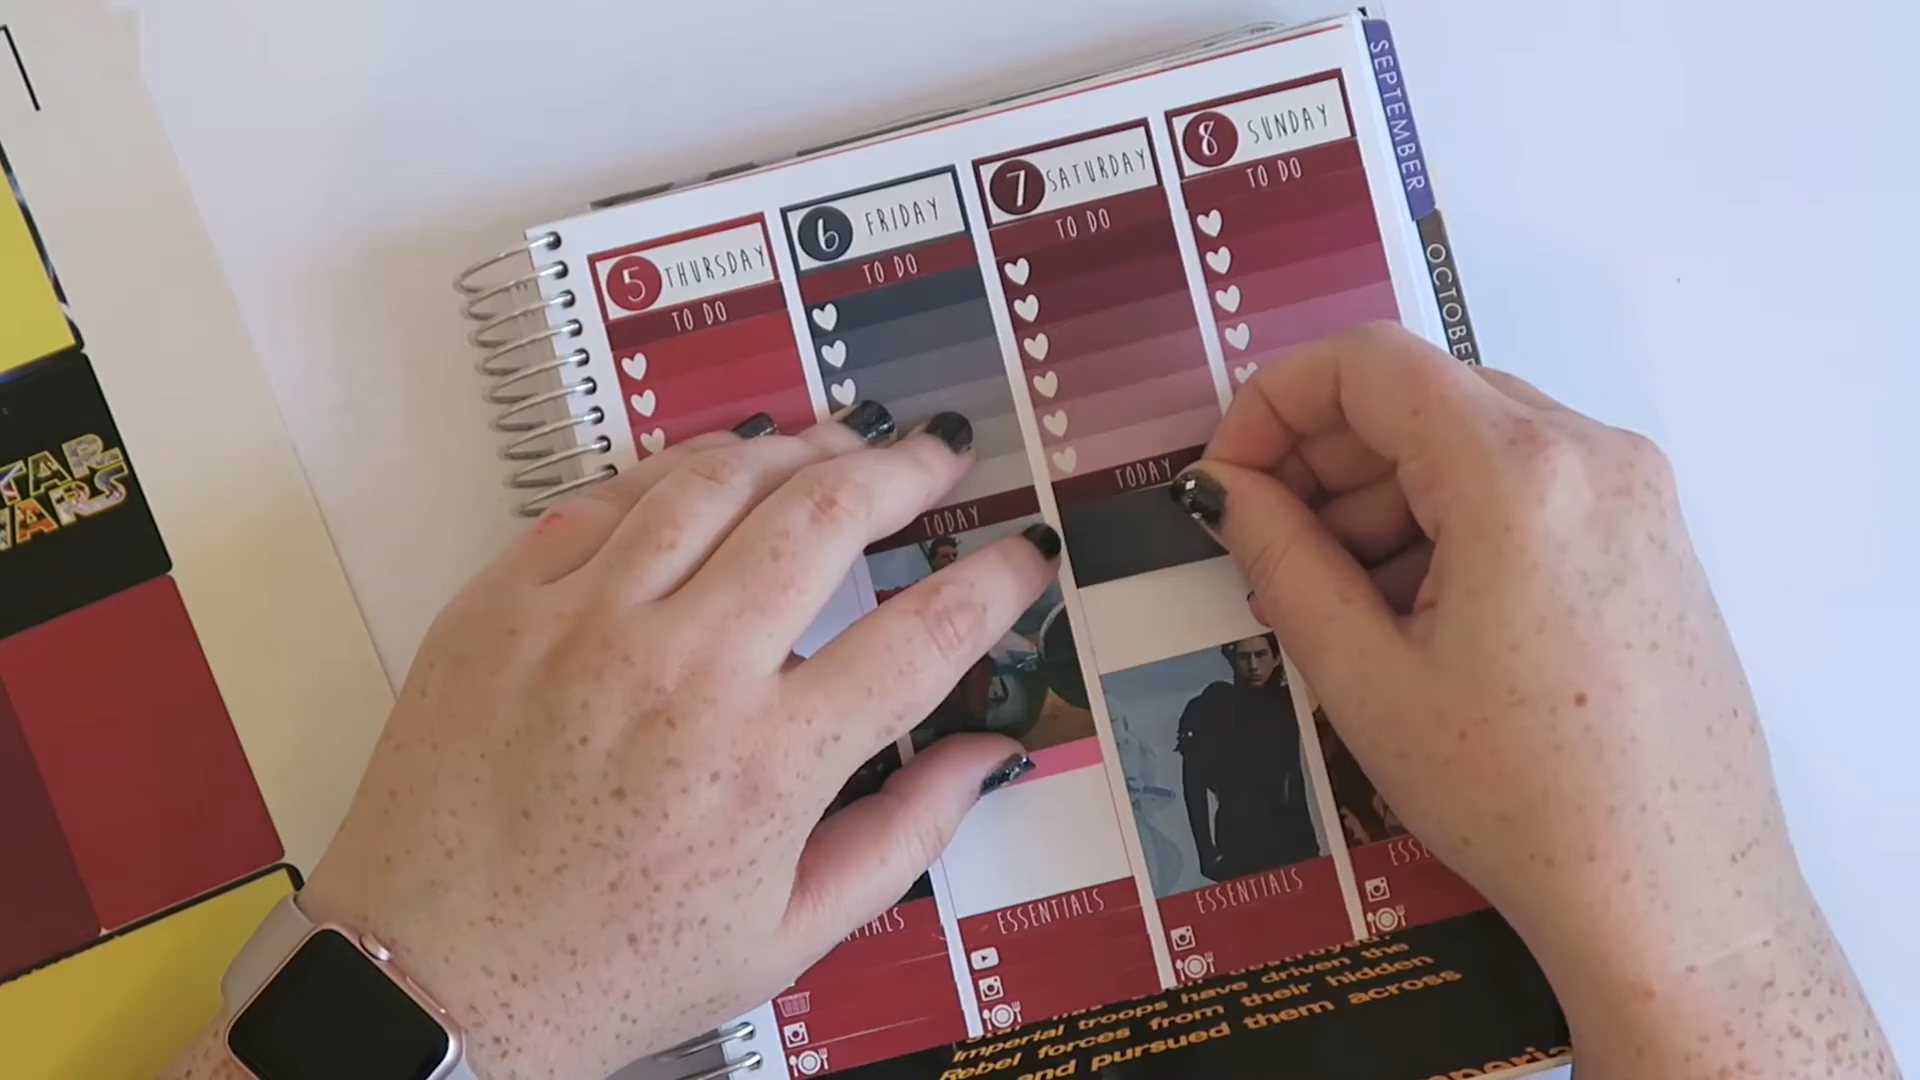 SEPTEMBER
OCTOBER
5 THURSDAY
TO DO
6 FRIDAY
TO DO
TODAY
ESSENTIALS
7 SATURDAY
TO DO
TODAY
ESSENTIALS
8 SUNDAY
TO DO
STAR
WARS
have driven the
Imperial troops
Rebel forces from their hidden
and pursued them across